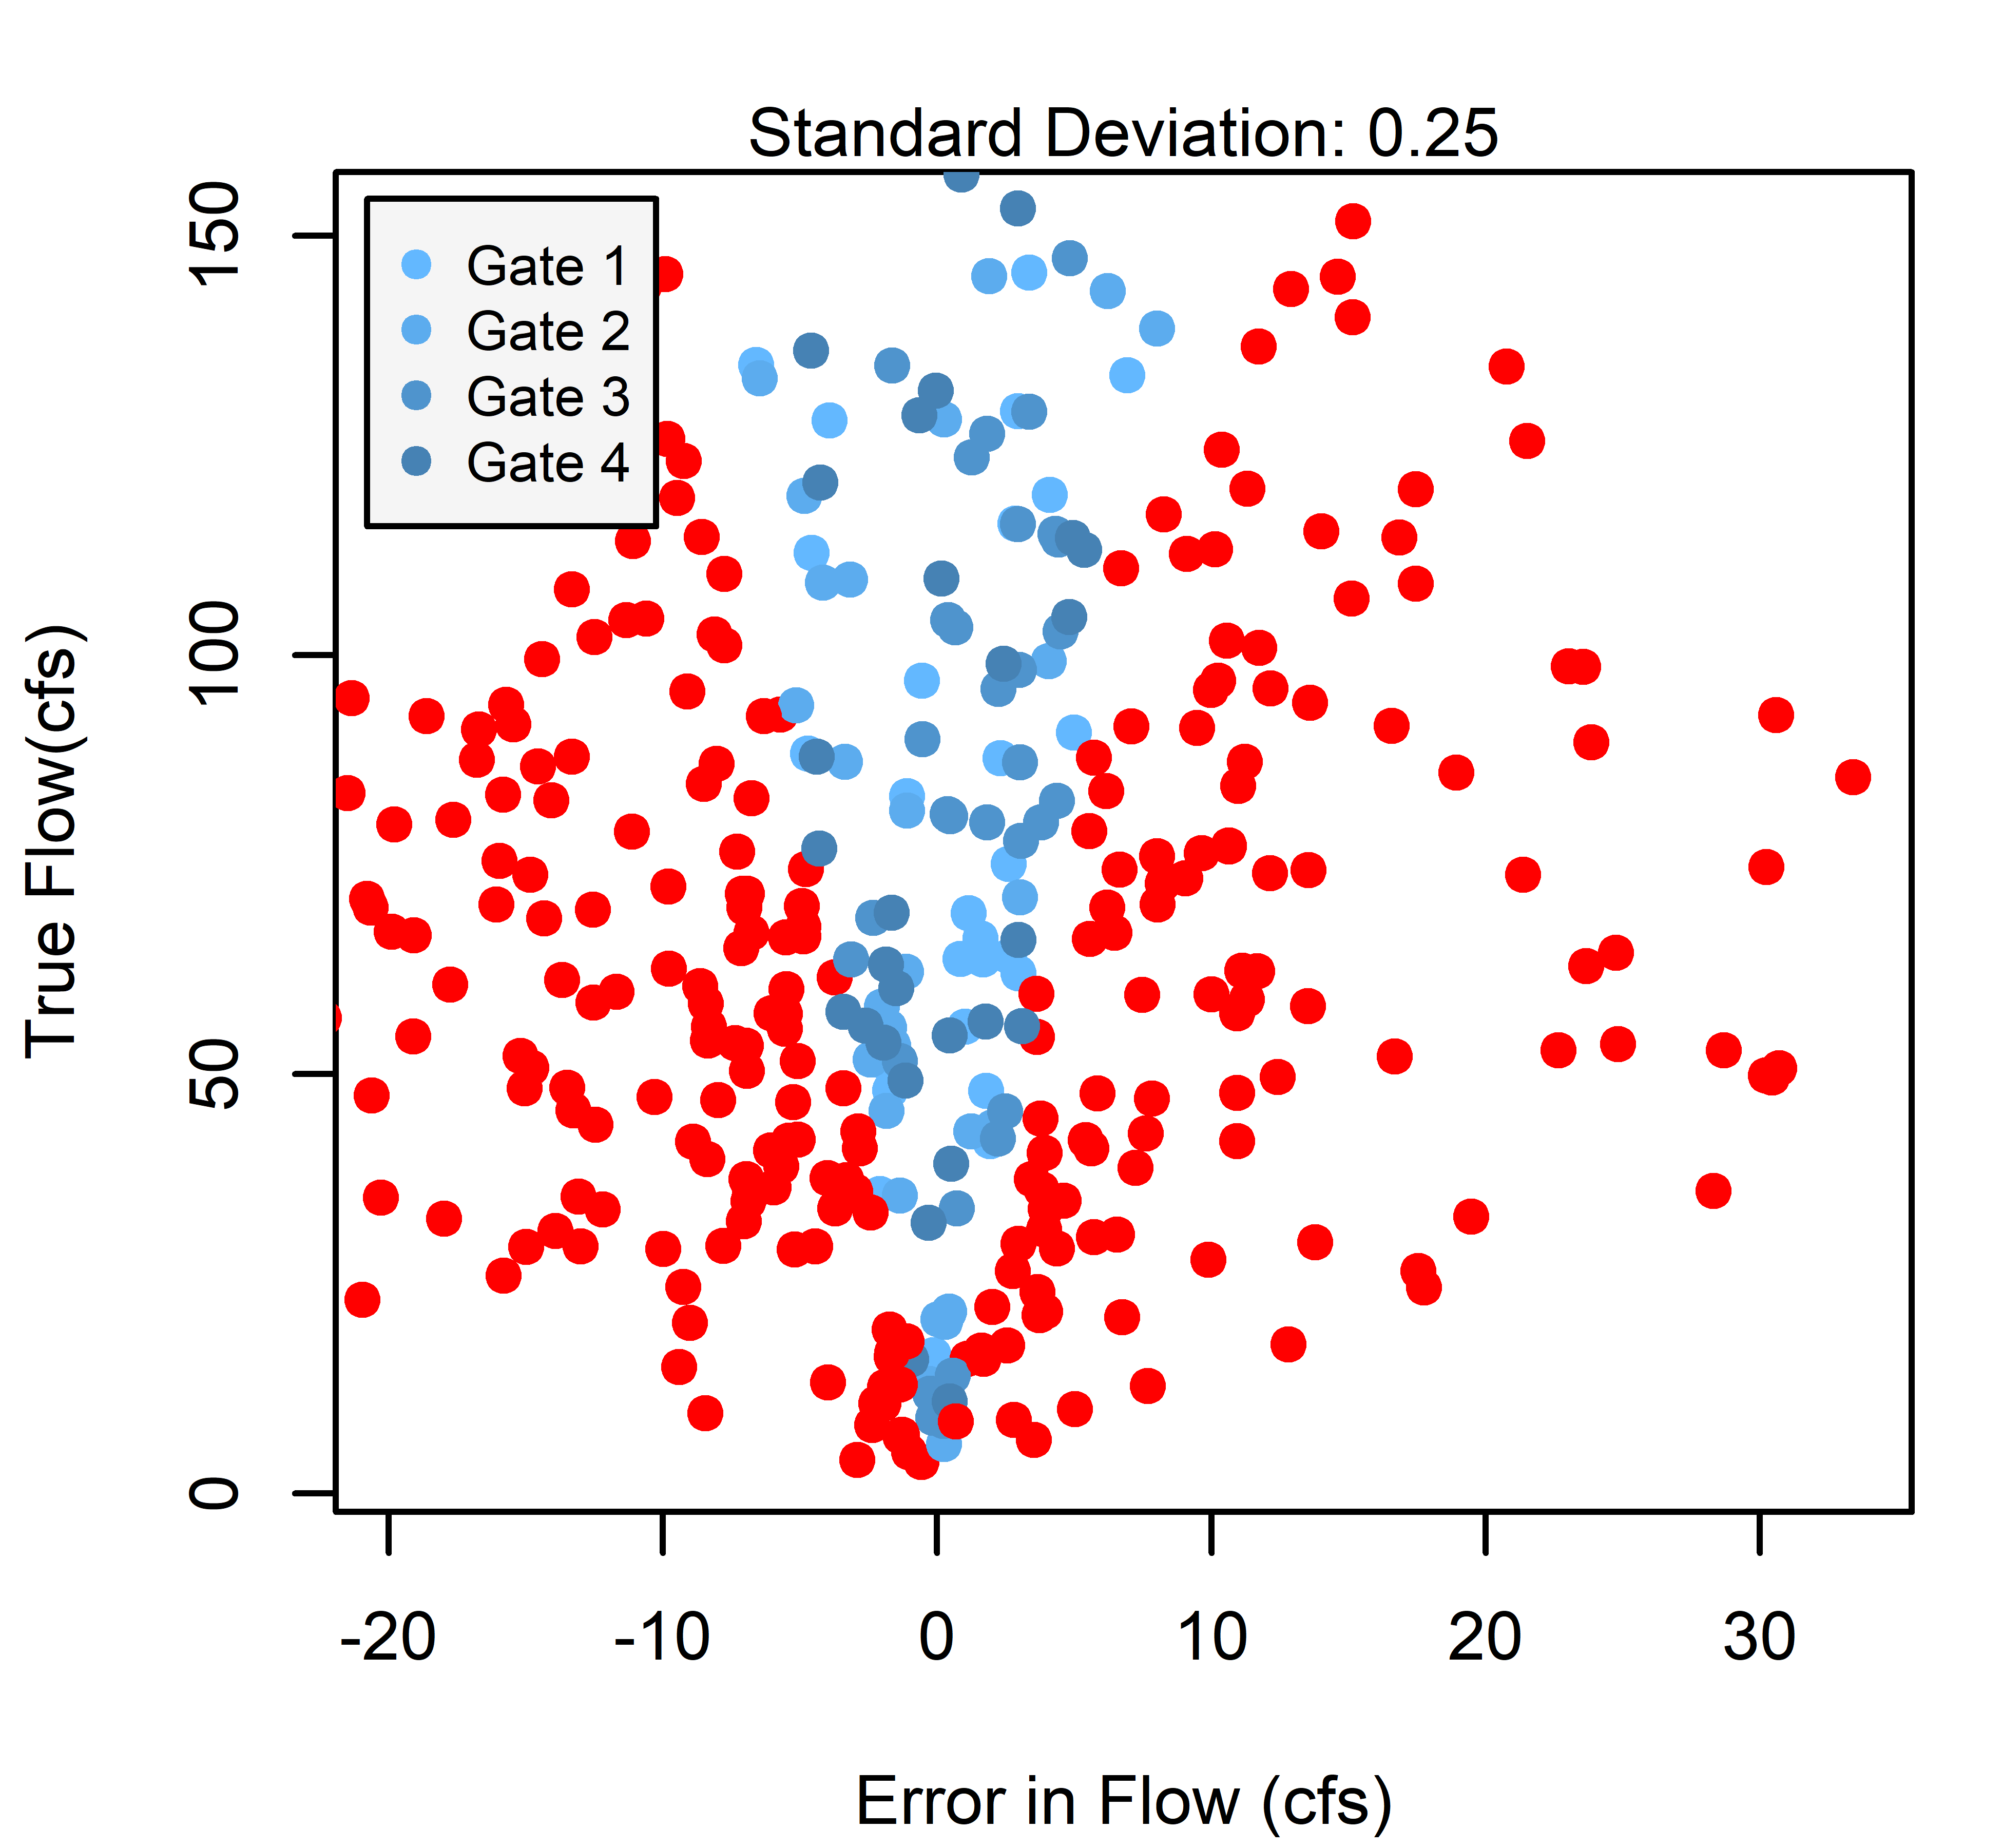 Standard Deviation: 0.25
150
100
50
0
True Flow(cfs)
Gate 1
Gate 2
Gate 3
Gate 4
-20 -10 0 10 20 30
Error in Flow (cfs)